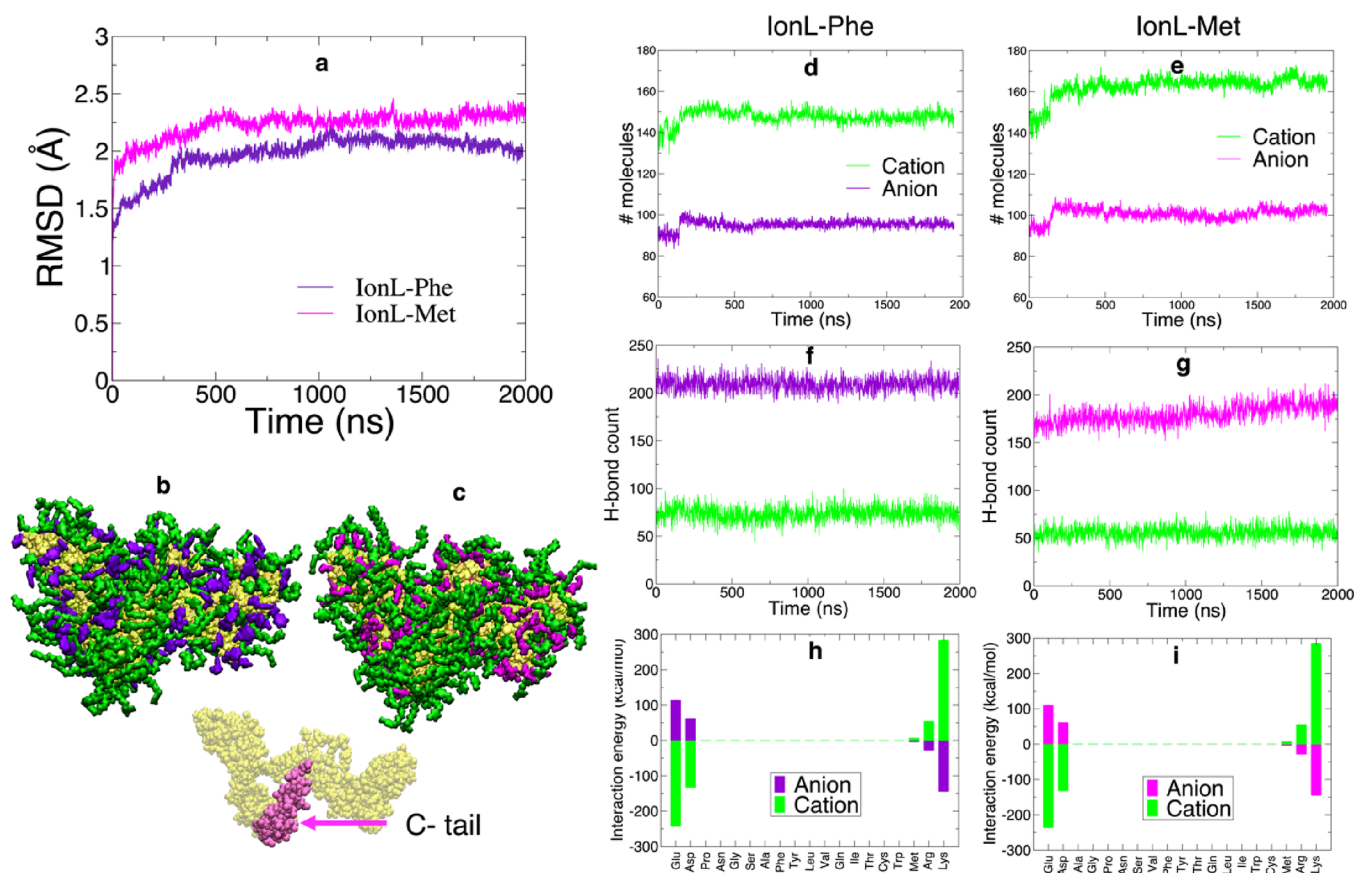 IonL-Phe
IonL-Met
a
3
2.5
2
1.5
1
0.5
0
RMSD (Å)
IonL-Phe
IonL-Met
0
500
1000
1500
2000
Time (ns)
d
180
160
140
120
100
80
60
# molecules
Cation
Anion
0
500
1000
1500
200
Time (ns)
e
180
160
140
120
100
80
60
# molecules
Cation
Anion
0
500
1000
1500
2000
Time (ns)
f
250
200
150
100
50
0
H-bond count
0
500
1000
1500
2000
Time (ns)
g
250
200
150
100
50
0
H-bond count
0
500
1000
1500
2000
Time (ns)
b
c
C- tail
h
300
200
100
0
-100
-200
-300
Interaction energy (kcal/mol)
Anion
Cation
Glu
Asp
Pro
Asn
Gly
Ser
Ala
Phe
Tyr
Leu
Val
Gln
Ile
Thr
Cys
Trp
Met
Arg
Lys
i
300
200
100
0
-100
-200
-300
Interaction energy (kcal/mol)
Anion
Cation
Glu
Asp
Ala
Gly
Pro
Asn
Ser
Val
Phe
Tyr
Thr
Gln
Leu
Ile
Trp
Cys
Met
Arg
Lys